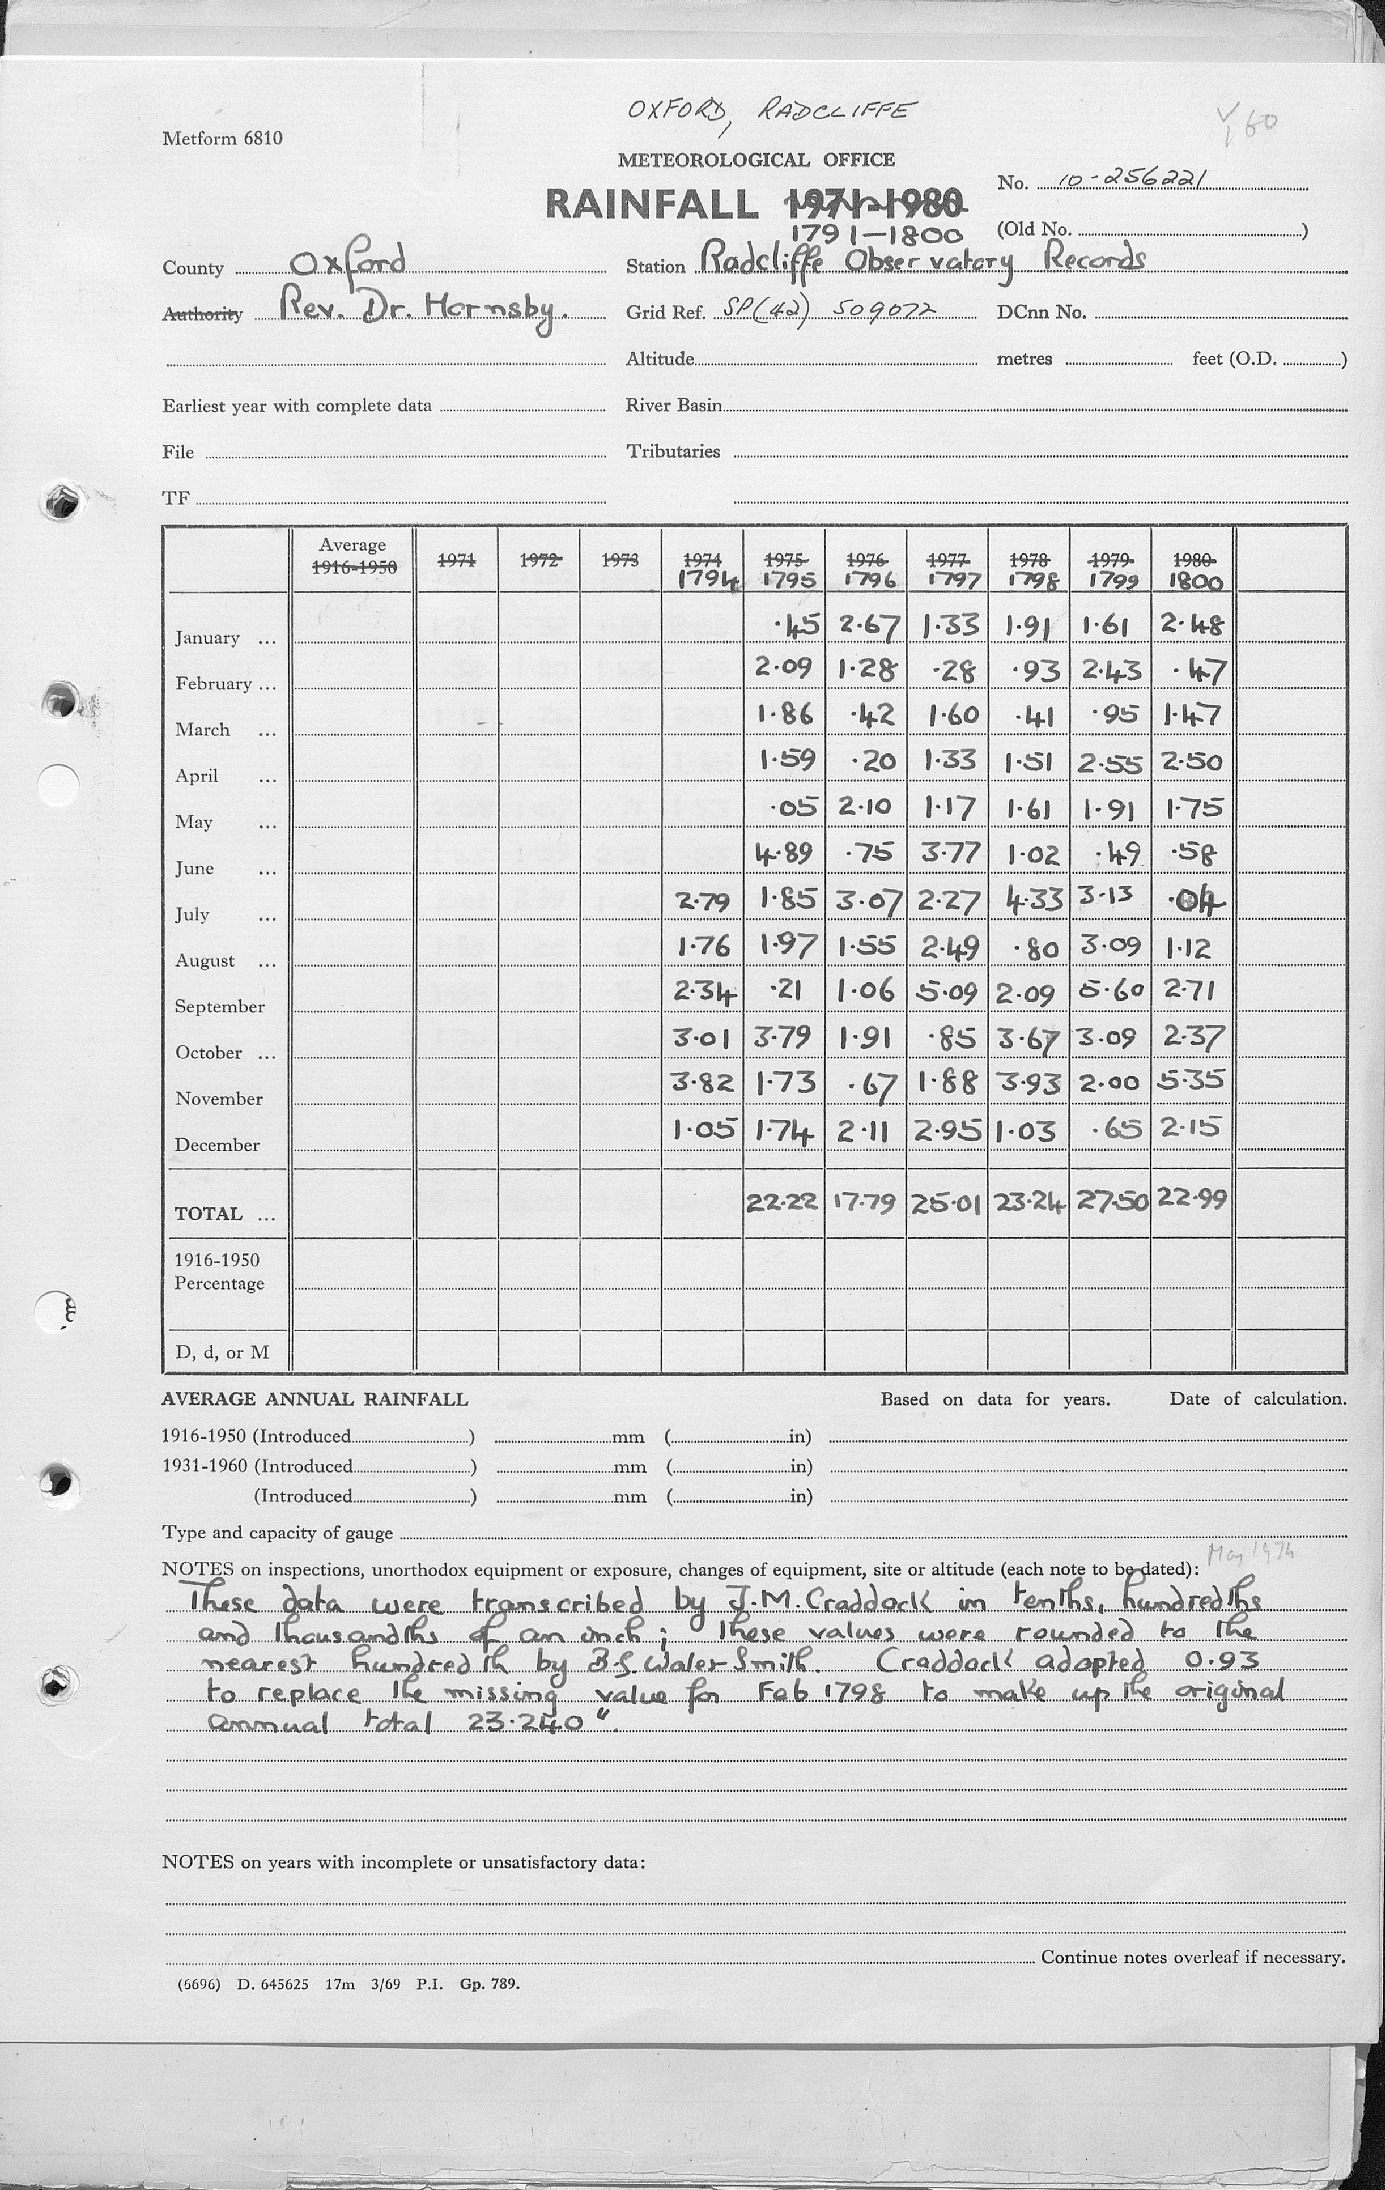 OXFORD, RADCLIFFE
Metform 6810
METEOROLOGICAL OFFICE
RAINFALL 1971-1980
1791-1800
No. 10-256221
(Old No. )
County Oxford Station Radcliffe Observatory Records
Authority Rev. Dr. Hornsby. Grid Ref. SP(42) 509072 DCnn No.
Altitude metres feet (O.D. )
Earliest year with complete data River Basin
File Tributaries
TF
Average
1916-1950 1971 1972 1973 1974 1975 1976 1977 1978 1979 1980
1794 1795 1796 1797 1798 1799 1800
January ... ·45 2·67 1·33 1·91 1·61 2·48
February ... 2·09 1·28 ·28 ·93 2·43 ·47
March ... 1·86 ·42 1·60 ·41 ·95 1·47
April ... 1·59 ·20 1·33 1·51 2·55 2·50
May ... ·05 2·10 1·17 1·61 1·91 1·75
June ... 4·89 ·75 3·77 1·02 ·49 ·58
July ... 2·79 1·85 3·07 2·27 4·33 3·13 ·04
August ... 1·76 1·97 1·55 2·49 ·80 3·09 1·12
September 2·34 ·21 1·06 5·09 2·09 5·60 2·71
October ... 3·01 3·79 1·91 ·85 3·67 3·09 2·37
November 3·82 1·73 ·67 1·88 3·93 2·00 5·35
December 1·05 1·74 2·11 2·95 1·03 ·65 2·15
TOTAL ... 22·22 17·79 25·01 23·24 27·50 22·99
1916-1950
Percentage
D, d, or M
AVERAGE ANNUAL RAINFALL Based on data for years. Date of calculation.
1916-1950 (Introduced ) mm ( in)
1931-1960 (Introduced ) mm ( in)
(Introduced ) mm ( in)
Type and capacity of gauge
May 1974
NOTES on inspections, unorthodox equipment or exposure, changes of equipment, site or altitude (each note to be dated):
These data were transcribed by J.M. Craddock in tenths, hundredths
and thousandths of an inch; these values were rounded to the
nearest hundredth by B.G. Wales-Smith. Craddock adopted 0.93
to replace the missing value for Feb 1798 to make up the original
annual total 23·240".
NOTES on years with incomplete or unsatisfactory data:
Continue notes overleaf if necessary.
(6696) D. 645625 17m 3/69 P.I. Gp. 789.